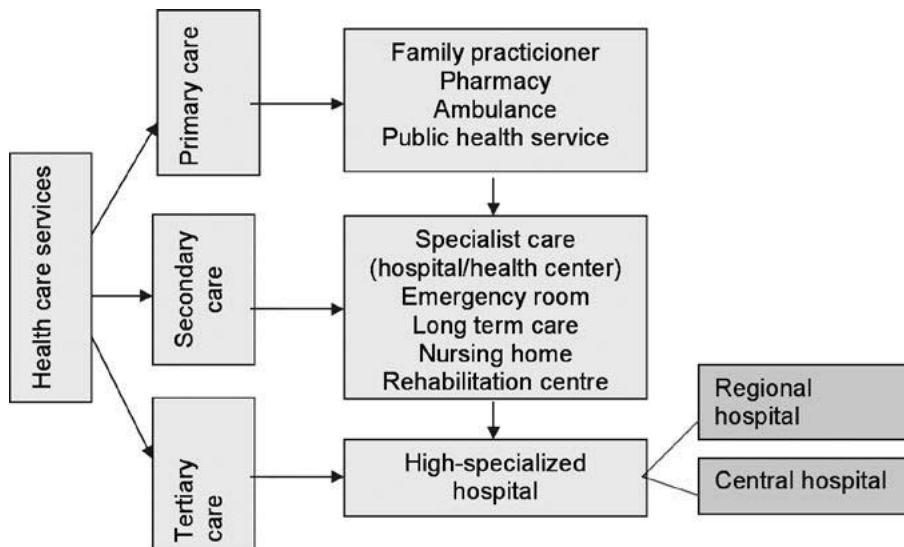 Health care services
Primary care
Family practicioner
Pharmacy
Ambulance
Public health service
Secondary
care
Specialist care
(hospital/health center)
Emergency room
Long term care
Nursing home
Rehabilitation centre
Tertiary
care
High-specialized
hospital
Regional
hospital
Central hospital